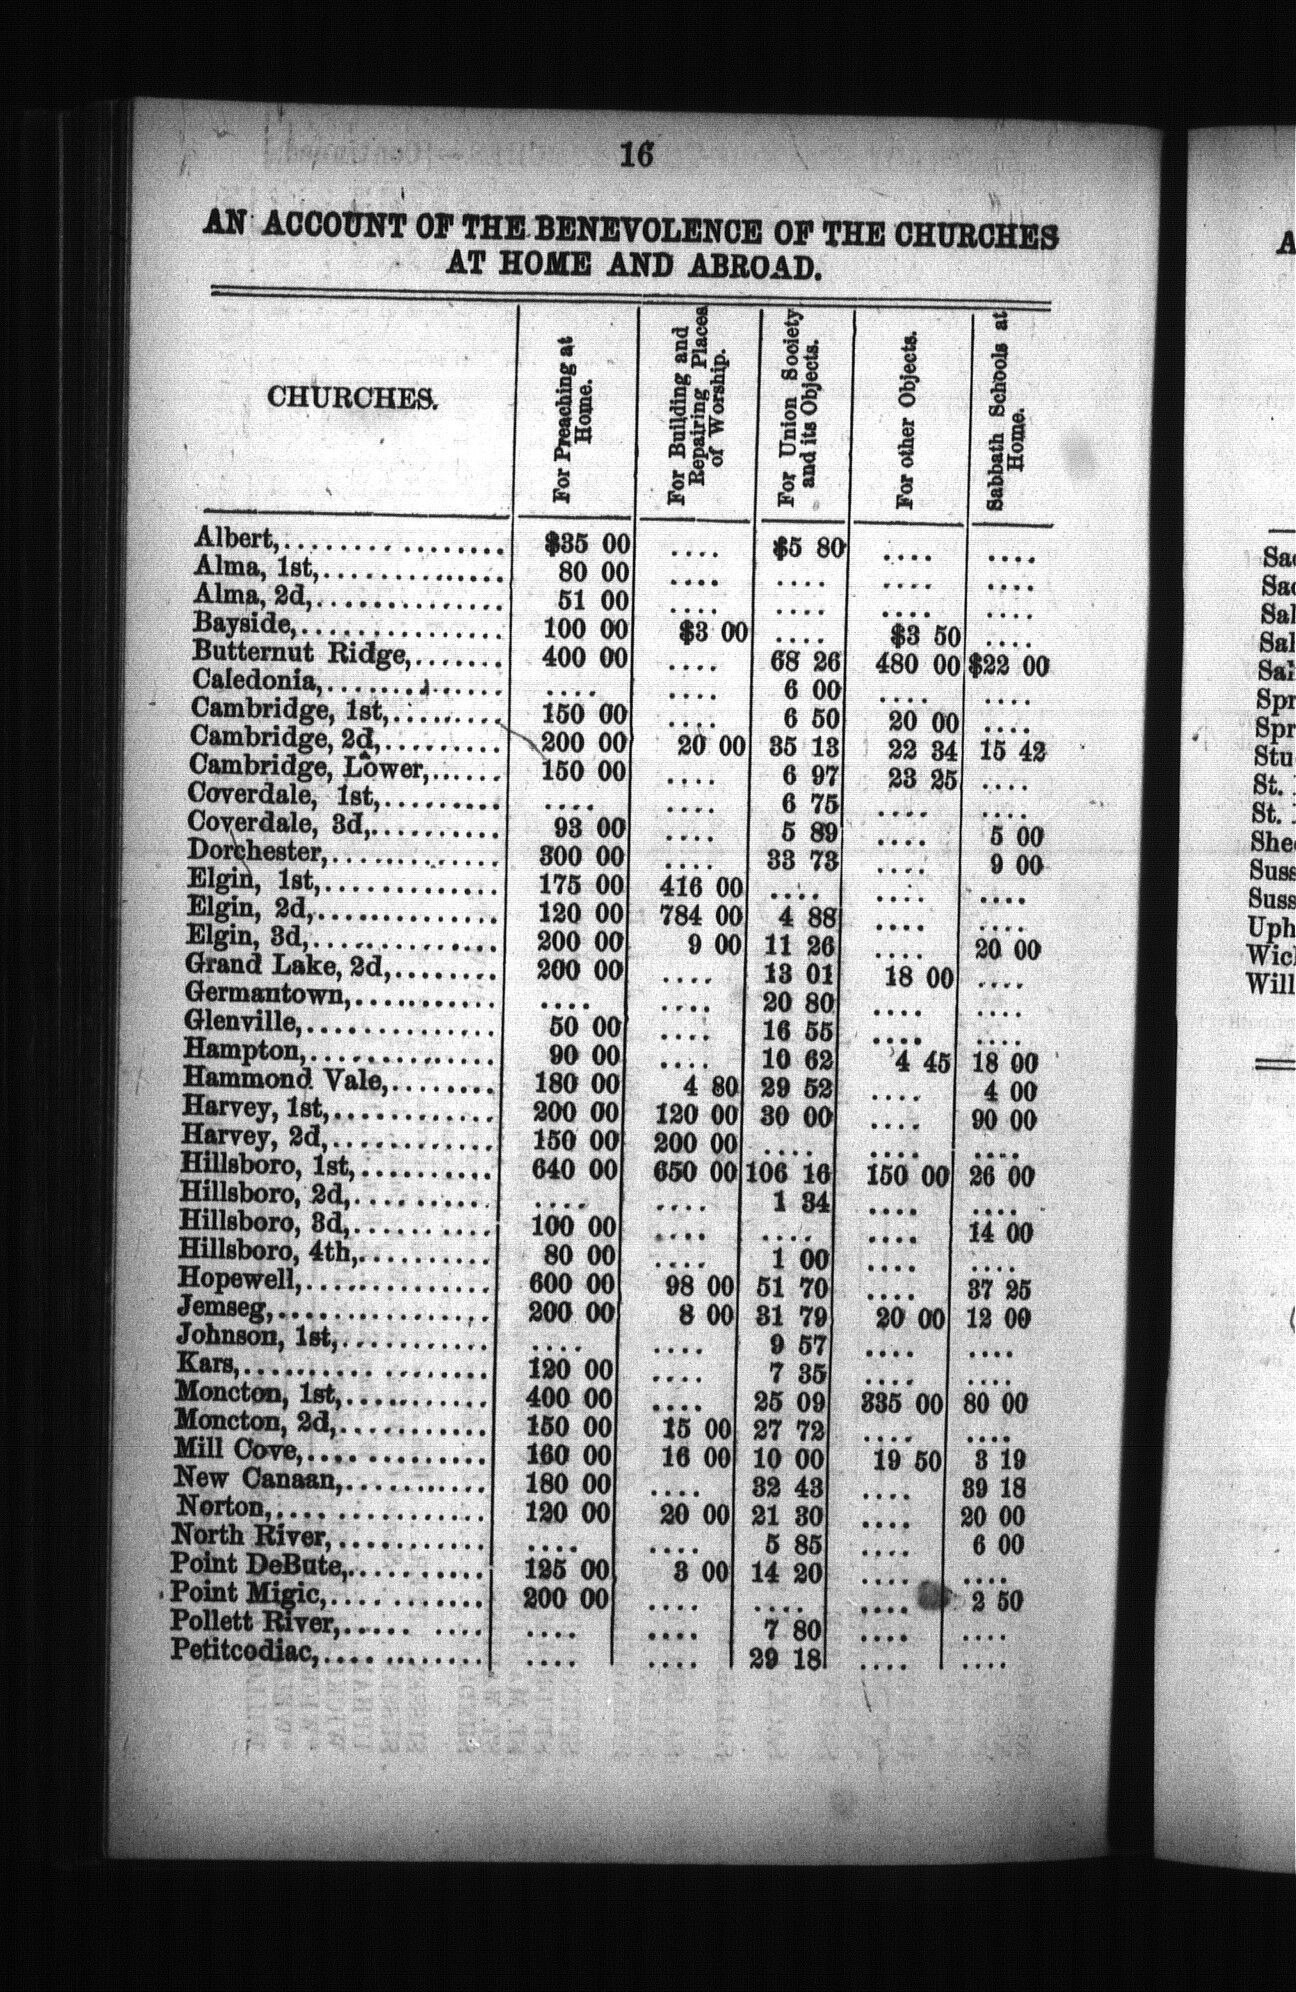 16
AN ACCOUNT OF THE BENEVOLENCE OF THE CHURCHES
AT HOME AND ABROAD.
CHURCHES. For Preaching at Home. For Building and Repairing Places of Worship. For Union Society and its Objects. For other Objects. Sabbath Schools at Home.
Albert,................ $35 00 .... $5 80 .... ....
Alma, 1st,............. 80 00 .... .... .... ....
Alma, 2d,............. 51 00 .... .... .... ....
Bayside,............... 100 00 $3 00 .... $3 50 ....
Butternut Ridge,....... 400 00 .... 68 26 480 00 $22 00
Caledonia,............. .... .... 6 00 .... ....
Cambridge, 1st,......... 150 00 .... 6 50 20 00 ....
Cambridge, 2d,......... 200 00 20 00 35 13 22 34 15 42
Cambridge, Lower,...... 150 00 .... 6 97 23 25 ....
Coverdale, 1st,......... .... .... 6 75 .... ....
Coverdale, 3d,.......... 93 00 .... 5 89 .... 5 00
Dorchester,............. 300 00 .... 33 73 .... 9 00
Elgin, 1st,............. 175 00 416 00 .... .... ....
Elgin, 2d,.............. 120 00 784 00 4 88 .... ....
Elgin, 3d,.............. 200 00 9 00 11 26 .... 20 00
Grand Lake, 2d,........ 200 00 .... 13 01 18 00 ....
Germantown,........... .... .... 20 80 .... ....
Glenville,............... 50 00 .... 16 55 .... ....
Hampton,.............. 90 00 .... 10 62 4 45 18 00
Hammond Vale,........ 180 00 4 80 29 52 .... 4 00
Harvey, 1st,............ 200 00 120 00 30 00 .... 90 00
Harvey, 2d,............ 150 00 200 00 .... .... ....
Hillsboro, 1st,.......... 640 00 650 00 106 16 150 00 26 00
Hillsboro, 2d,.......... .... .... 1 34 .... ....
Hillsboro, 3d,.......... 100 00 .... .... .... 14 00
Hillsboro, 4th,.......... 80 00 .... 1 00 .... ....
Hopewell,.............. 600 00 98 00 51 70 .... 37 25
Jemseg,................ 200 00 8 00 31 79 20 00 12 00
Johnson, 1st,........... .... .... 9 57 .... ....
Kars,.................. 120 00 .... 7 35 .... ....
Moncton, 1st,........... 400 00 .... 25 09 335 00 80 00
Moncton, 2d,........... 150 00 15 00 27 72 .... ....
Mill Cove,.............. 160 00 16 00 10 00 19 50 3 19
New Canaan,........... 180 00 .... 32 43 .... 39 18
Norton,................ 120 00 20 00 21 30 .... 20 00
North River,............ .... .... 5 85 .... 6 00
Point DeBute,.......... 125 00 3 00 14 20 .... ....
Point Migic,............ 200 00 .... .... .... 2 50
Pollett River,..... .... .... .... 7 80 .... ....
Petitcodiac,............. .... .... 29 18 .... ....
A
Sac
Sac
Sal
Sal
Sal
Spr
Spr
Stu
St.
St.
She
Suss
Suss
Uph
Wic
Will